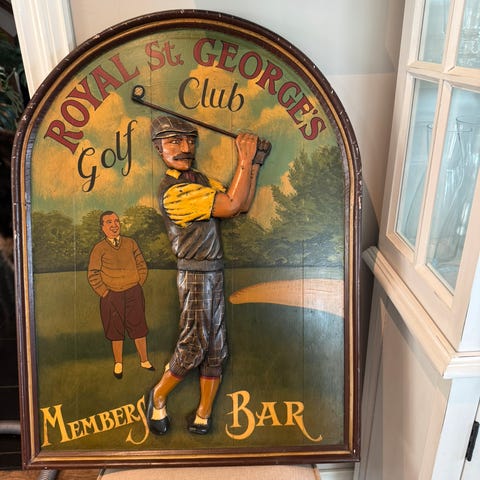 ROYAL St. GEORGE'S
Golf Club
MEMBERS BAR